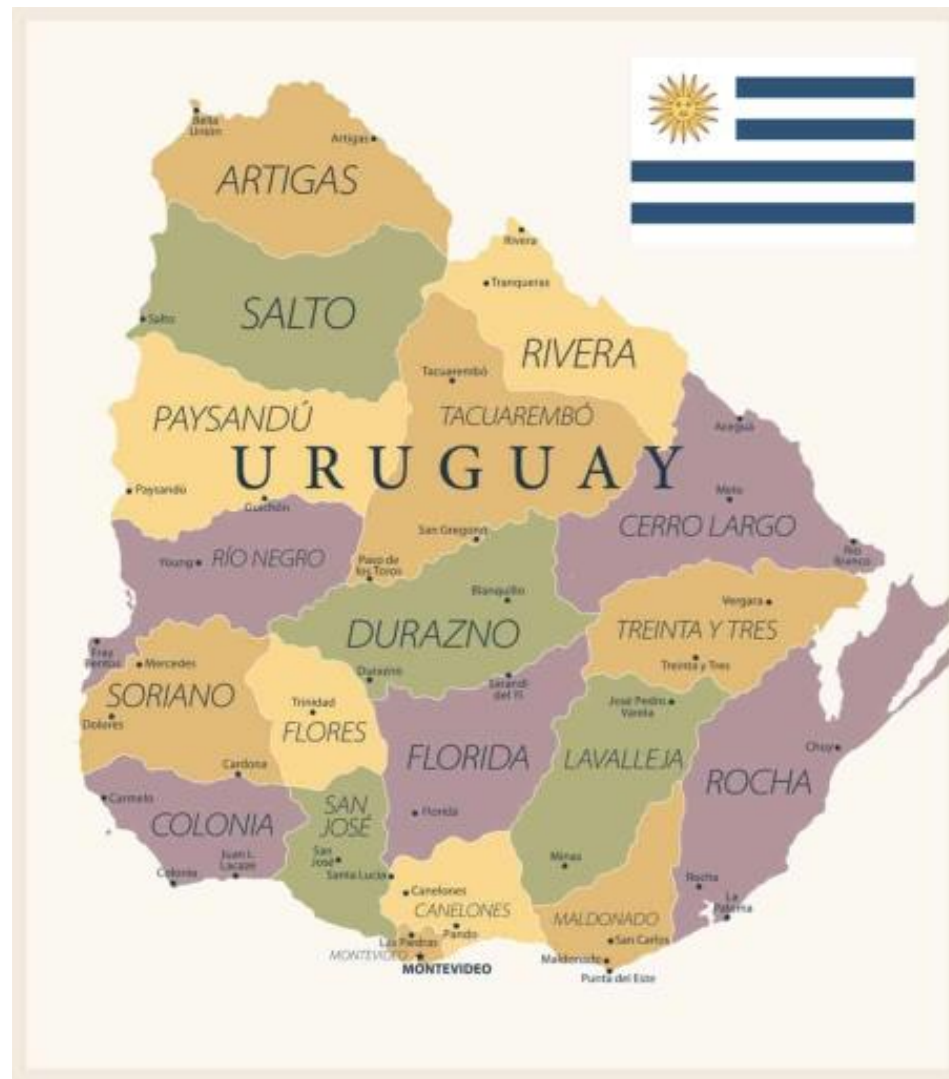 Bella
Unión
Artigas
ARTIGAS
Rivera
Tranqueras
SALTO
Salto
RIVERA
Tacuarembó
PAYSANDÚ
TACUAREMBÓ
Aceguá
URUGUAY
Paysandú
Melo
Guichón
CERRO LARGO
San Gregorio
Young
RÍO NEGRO
Paso de
los Toros
Río
Branco
Blanquillo
Vergara
DURAZNO
TREINTA Y TRES
Fray
Bentos
Mercedes
Durazno
Treinta y Tres
Sarandí
del Yi
SORIANO
Trinidad
José Pedro
Varela
Dolores
FLORES
Chuy
FLORIDA
LAVALLEJA
Cardona
ROCHA
Carmelo
SAN
JOSÉ
COLONIA
Florida
Juan L.
Lacaze
San
José
Minas
Colonia
Santa Lucía
Rocha
Canelones
La
Paloma
CANELONES
MALDONADO
Las Piedras
Pando
San Carlos
MONTEVIDEO
Maldonado
MONTEVIDEO
Punta del Este